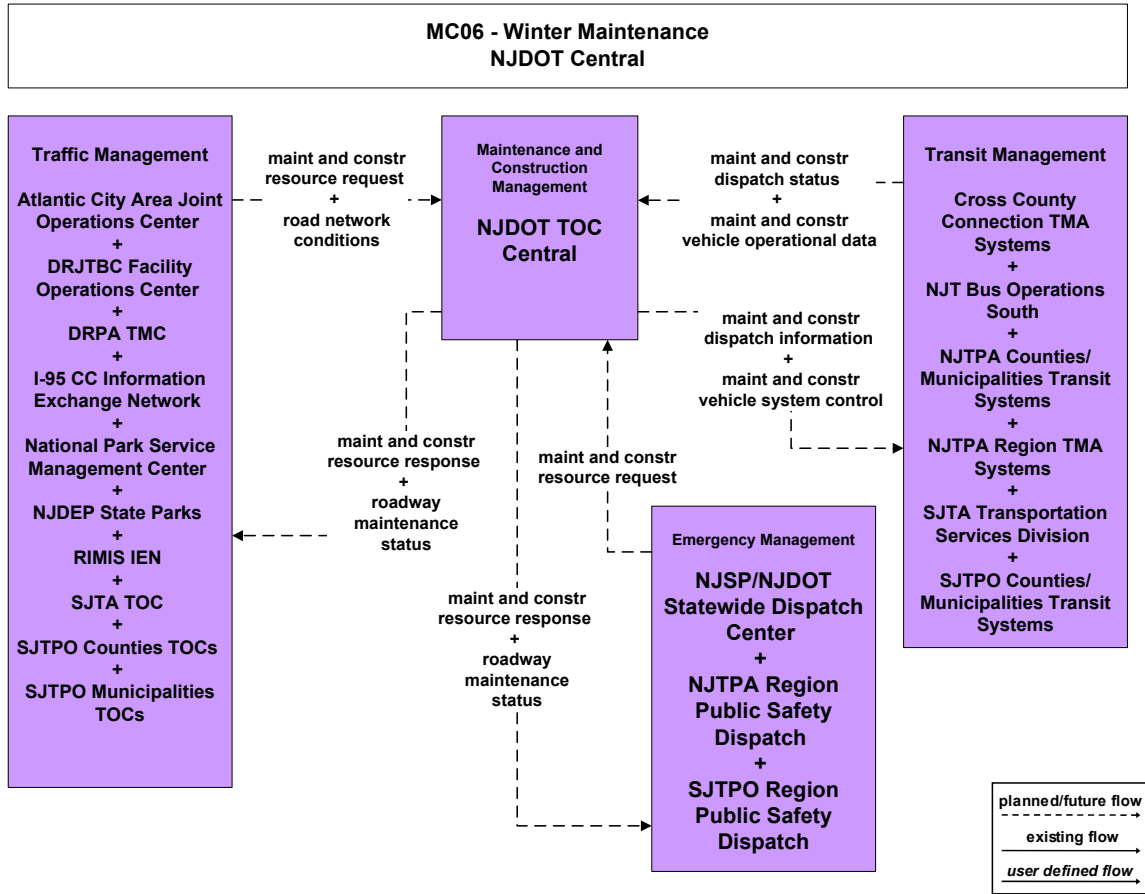 MC06 - Winter Maintenance
NJDOT Central
Traffic Management
Atlantic City Area Joint
Operations Center
+
DRJTBC Facility
Operations Center
+
DRPA TMC
+
I-95 CC Information
Exchange Network
+
National Park Service
Management Center
+
NJDEP State Parks
+
RIMIS IEN
+
SJTA TOC
+
SJTPO Counties TOCs
+
SJTPO Municipalities
TOCs
maint and constr
resource request
+
road network
conditions
Maintenance and
Construction
Management
NJDOT TOC
Central
maint and constr
dispatch status
+
maint and constr
vehicle operational data
Transit Management
Cross County
Connection TMA
Systems
+
NJT Bus Operations
South
+
NJTPA Counties/
Municipalities Transit
Systems
+
NJTPA Region TMA
Systems
+
SJTA Transportation
Services Division
+
SJTPO Counties/
Municipalities Transit
Systems
maint and constr
dispatch information
+
maint and constr
vehicle system control
maint and constr
resource response
+
roadway
maintenance
status
maint and constr
resource request
maint and constr
resource response
+
roadway
maintenance
status
Emergency Management
NJSP/NJDOT
Statewide Dispatch
Center
+
NJTPA Region
Public Safety
Dispatch
+
SJTPO Region
Public Safety
Dispatch
planned/future flow
existing flow
user defined flow